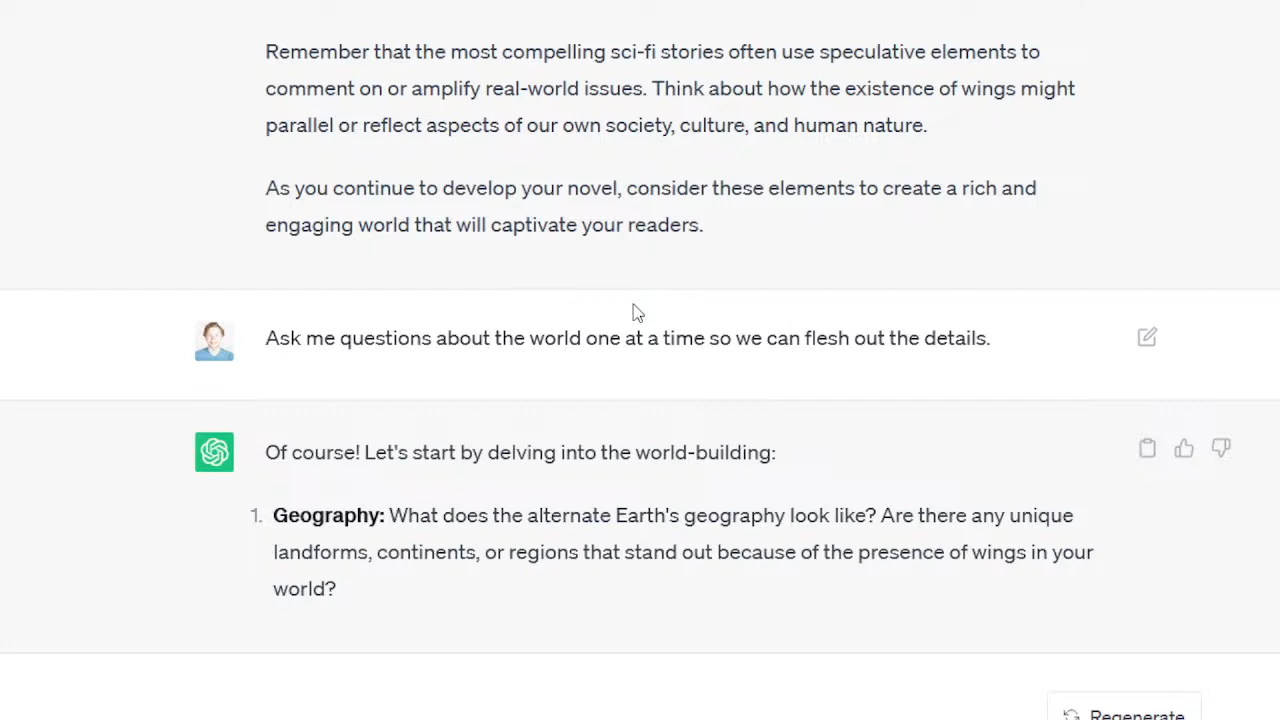 Remember that the most compelling sci-fi stories often use speculative elements to
comment on or amplify real-world issues. Think about how the existence of wings might
parallel or reflect aspects of our own society, culture, and human nature.
As you continue to develop your novel, consider these elements to create a rich and
engaging world that will captivate your readers.
Ask me questions about the world one at a time so we can flesh out the details.
Of course! Let's start by delving into the world-building:
1. Geography: What does the alternate Earth's geography look like? Are there any unique
landforms, continents, or regions that stand out because of the presence of wings in your
world?
Regenerate